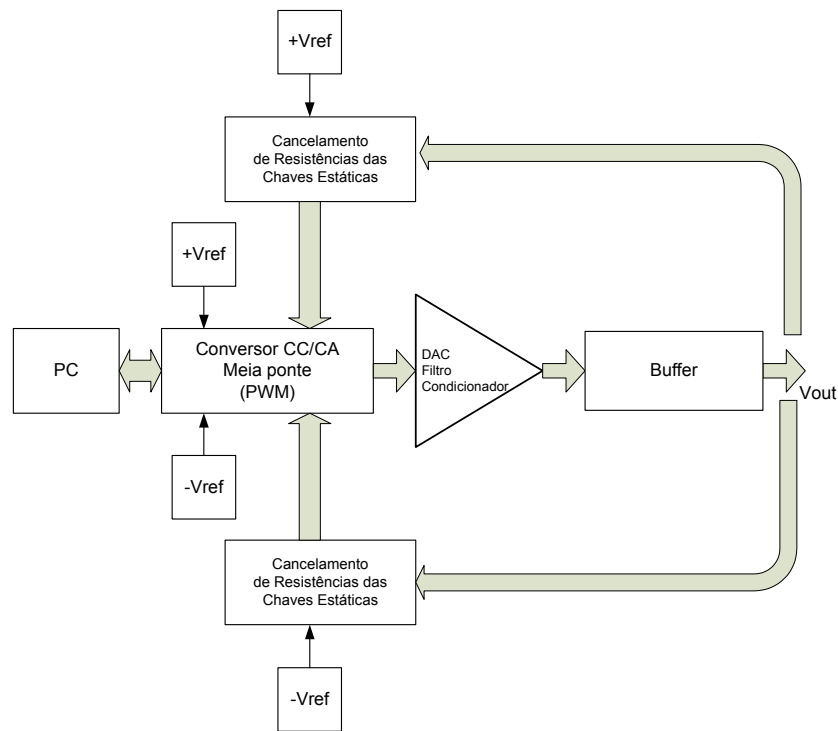 +Vref
Cancelamento
de Resistências das
Chaves Estáticas
+Vref
PC
Conversor CC/CA
Meia ponte
(PWM)
DAC
Filtro
Condicionador
Buffer
Vout
-Vref
Cancelamento
de Resistências das
Chaves Estáticas
-Vref